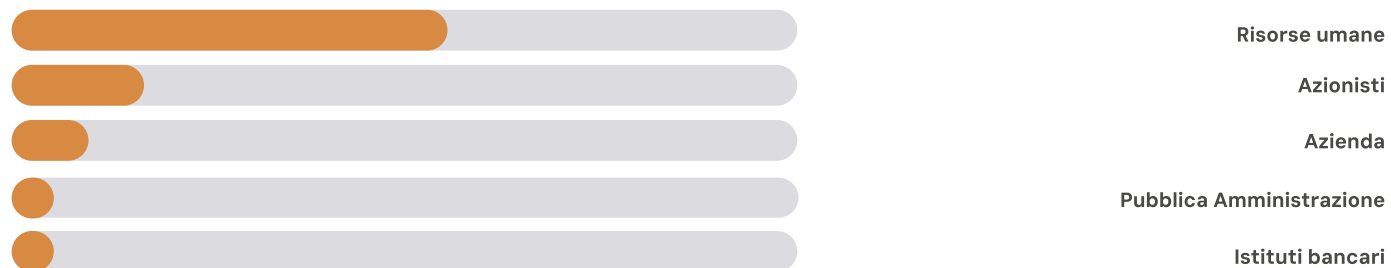 Risorse umane
Azionisti
Azienda
Pubblica Amministrazione
Istituti bancari